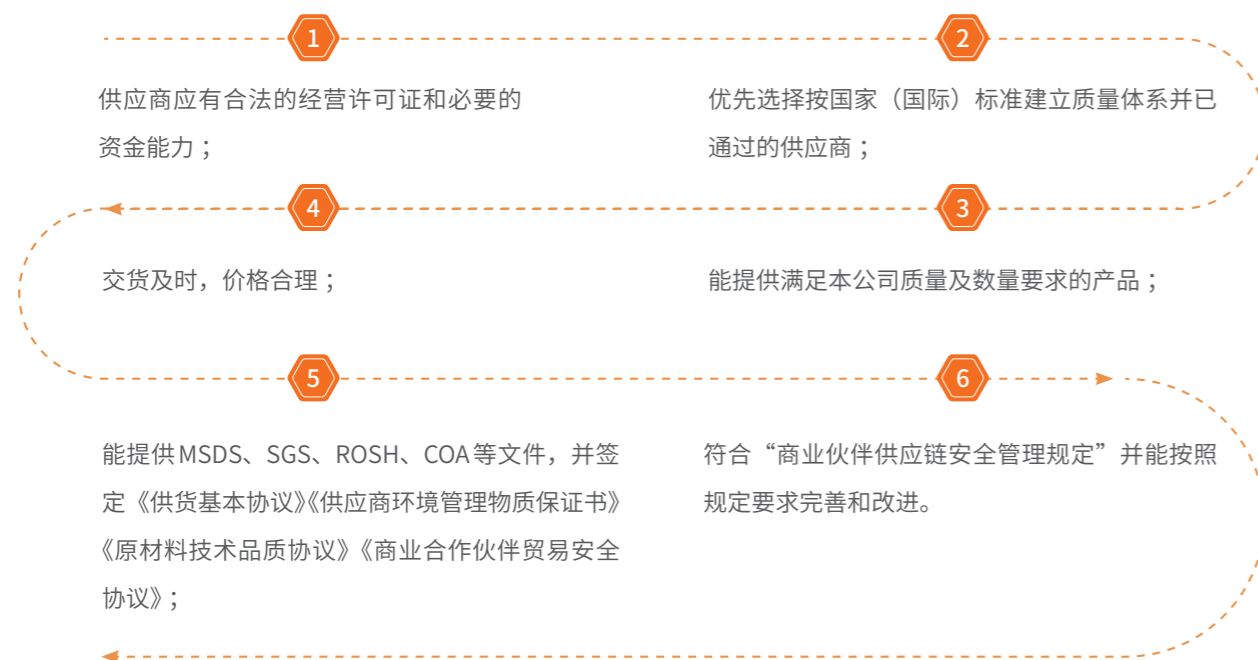 1
供应商应有合法的经营许可证和必要的
资金能力；
2
优先选择按国家（国际）标准建立质量体系并已
通过的供应商；
3
能提供满足本公司质量及数量要求的产品；
4
交货及时，价格合理；
5
能提供MSDS、SGS、ROSH、COA等文件，并签
定《供货基本协议》《供应商环境管理物质保证书》
《原材料技术品质协议》《商业合作伙伴贸易安全
协议》；
6
符合“商业伙伴供应链安全管理规定”并能按照
规定要求完善和改进。